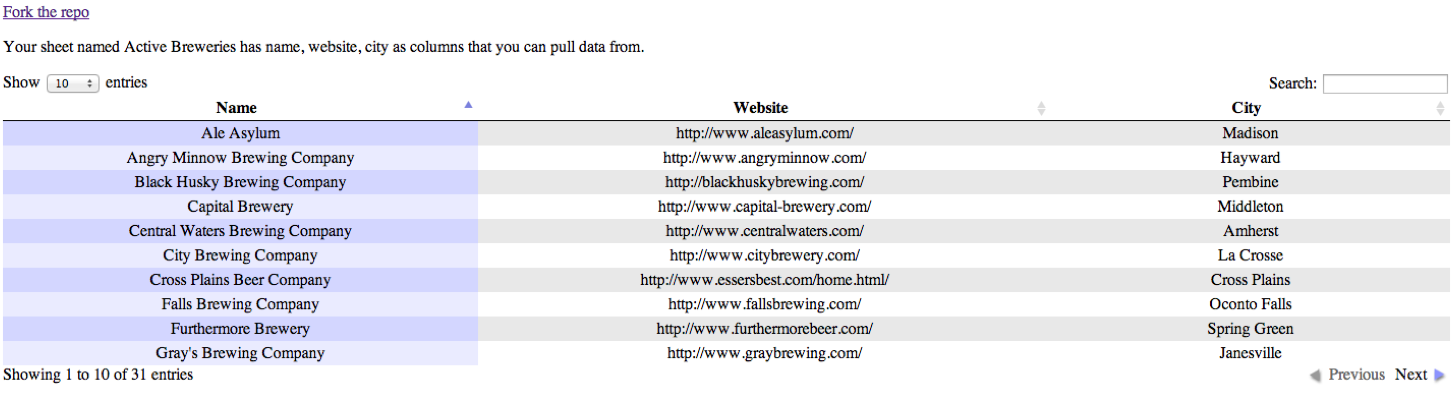 Fork the repo
Your sheet named Active Breweries has name, website, city as columns that you can pull data from.
Show 10 entries Search:
Name Website City
Ale Asylum http://www.aleasylum.com/ Madison
Angry Minnow Brewing Company http://www.angryminnow.com/ Hayward
Black Husky Brewing Company http://blackhuskybrewing.com/ Pembine
Capital Brewery http://www.capital-brewery.com/ Middleton
Central Waters Brewing Company http://www.centralwaters.com/ Amherst
City Brewing Company http://www.citybrewery.com/ La Crosse
Cross Plains Beer Company http://www.essersbest.com/home.html/ Cross Plains
Falls Brewing Company http://www.fallsbrewing.com/ Oconto Falls
Furthermore Brewery http://www.furthermorebeer.com/ Spring Green
Gray's Brewing Company http://www.graybrewing.com/ Janesville
Showing 1 to 10 of 31 entries Previous Next